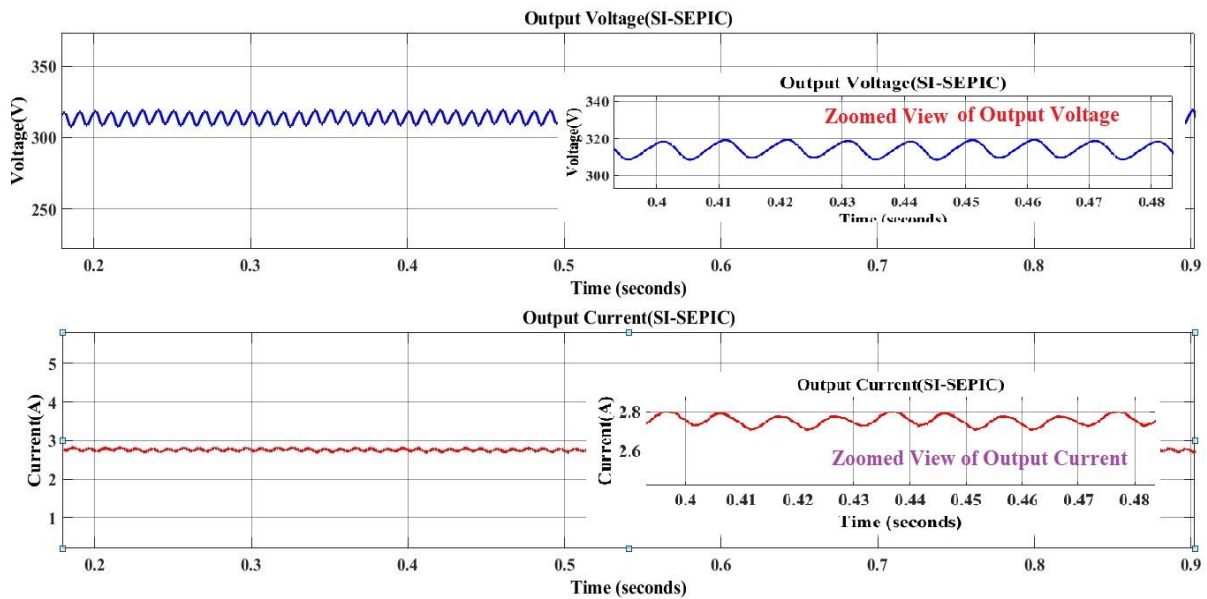 Output Voltage(SI-SEPIC)
350
300
250
Voltage(V)
Output Voltage(SI-SEPIC)
Zoomed View of Output Voltage
340
320
300
Voltage(V)
0.4 0.41 0.42 0.43 0.44 0.45 0.46 0.47 0.48
Time (seconds)
0.2 0.3 0.4 0.5 0.6 0.7 0.8 0.9
Time (seconds)
Output Current(SI-SEPIC)
5
4
3
2
1
Current(A)
Output Current(SI-SEPIC)
2.8
2.6
Current(A)
Zoomed View of Output Current
0.4 0.41 0.42 0.43 0.44 0.45 0.46 0.47 0.48
Time (seconds)
0.2 0.3 0.4 0.5 0.6 0.7 0.8 0.9
Time (seconds)